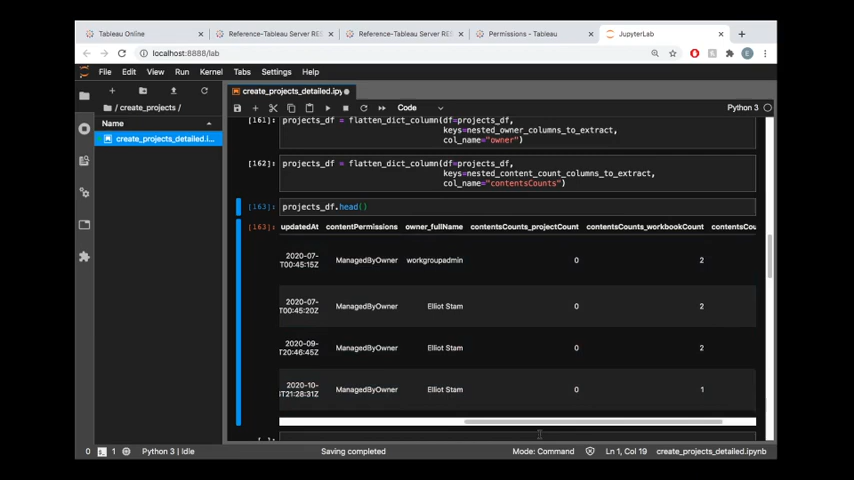 Tableau Online
Reference-Tableau Server RES
Reference-Tableau Server RES
Permissions - Tableau
JupyterLab
localhost:8888/lab
E
File Edit View Run Kernel Tabs Settings Help
create_projects_detailed.ipy
Code
Python 3
/ create_projects /
Name
create_projects_detailed.i...
[161]: projects_df = flatten_dict_column(df=projects_df,
keys=nested_owner_columns_to_extract,
col_name="owner")
[162]: projects_df = flatten_dict_column(df=projects_df,
keys=nested_content_count_columns_to_extract,
col_name="contentsCounts")
[163]: projects_df.head()
[163]: updatedAt contentPermissions owner_fullName contentsCounts_projectCount contentsCounts_workbookCount contentsCou
2020-07-
T00:45:15Z ManagedByOwner workgroupadmin 0 2
2020-07-
T00:45:20Z ManagedByOwner Elliot Stam 0 2
2020-09-
T20:46:45Z ManagedByOwner Elliot Stam 0 2
2020-10-
T21:28:31Z ManagedByOwner Elliot Stam 0 1
0 1 Python 3 | Idle Saving completed Mode: Command Ln 1, Col 19 create_projects_detailed.ipynb